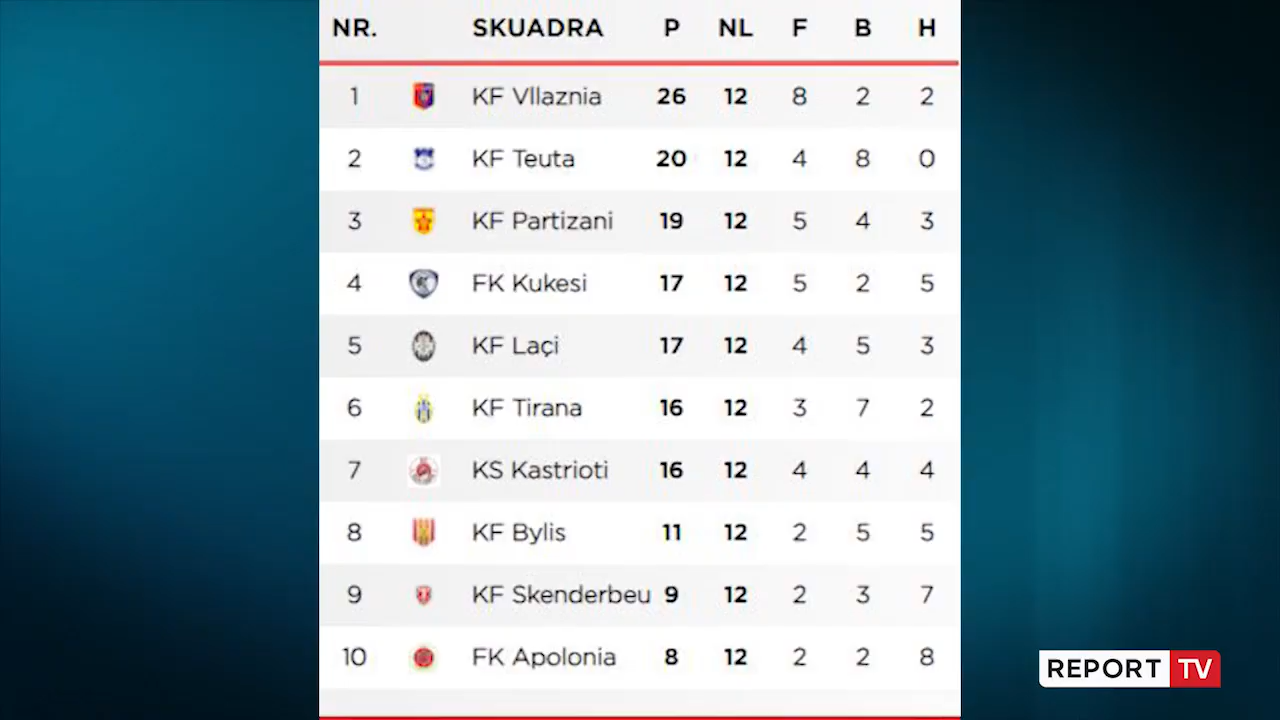 NR. SKUADRA P NL F B H
1 KF Vllaznia 26 12 8 2 2
2 KF Teuta 20 12 4 8 0
3 KF Partizani 19 12 5 4 3
4 FK Kukesi 17 12 5 2 5
5 KF Laçi 17 12 4 5 3
6 KF Tirana 16 12 3 7 2
7 KS Kastrioti 16 12 4 4 4
8 KF Bylis 11 12 2 5 5
9 KF Skenderbeu 9 12 2 3 7
10 FK Apolonia 8 12 2 2 8
REPORT TV